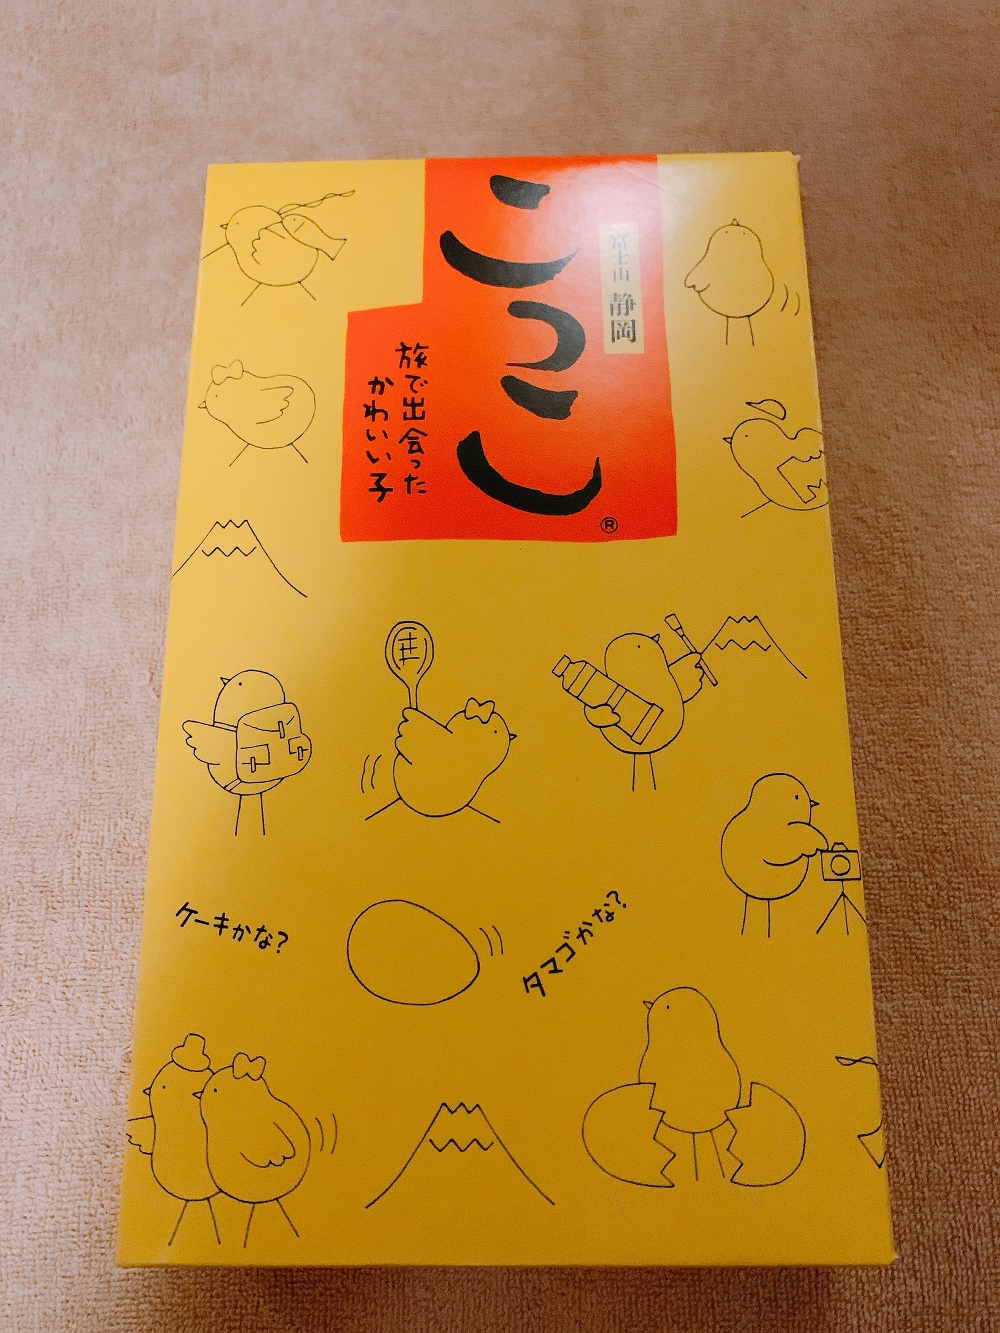 こっこ
富士山 静岡
旅で出会った
かわいい子
®
ケーキかな?
タマゴかな?